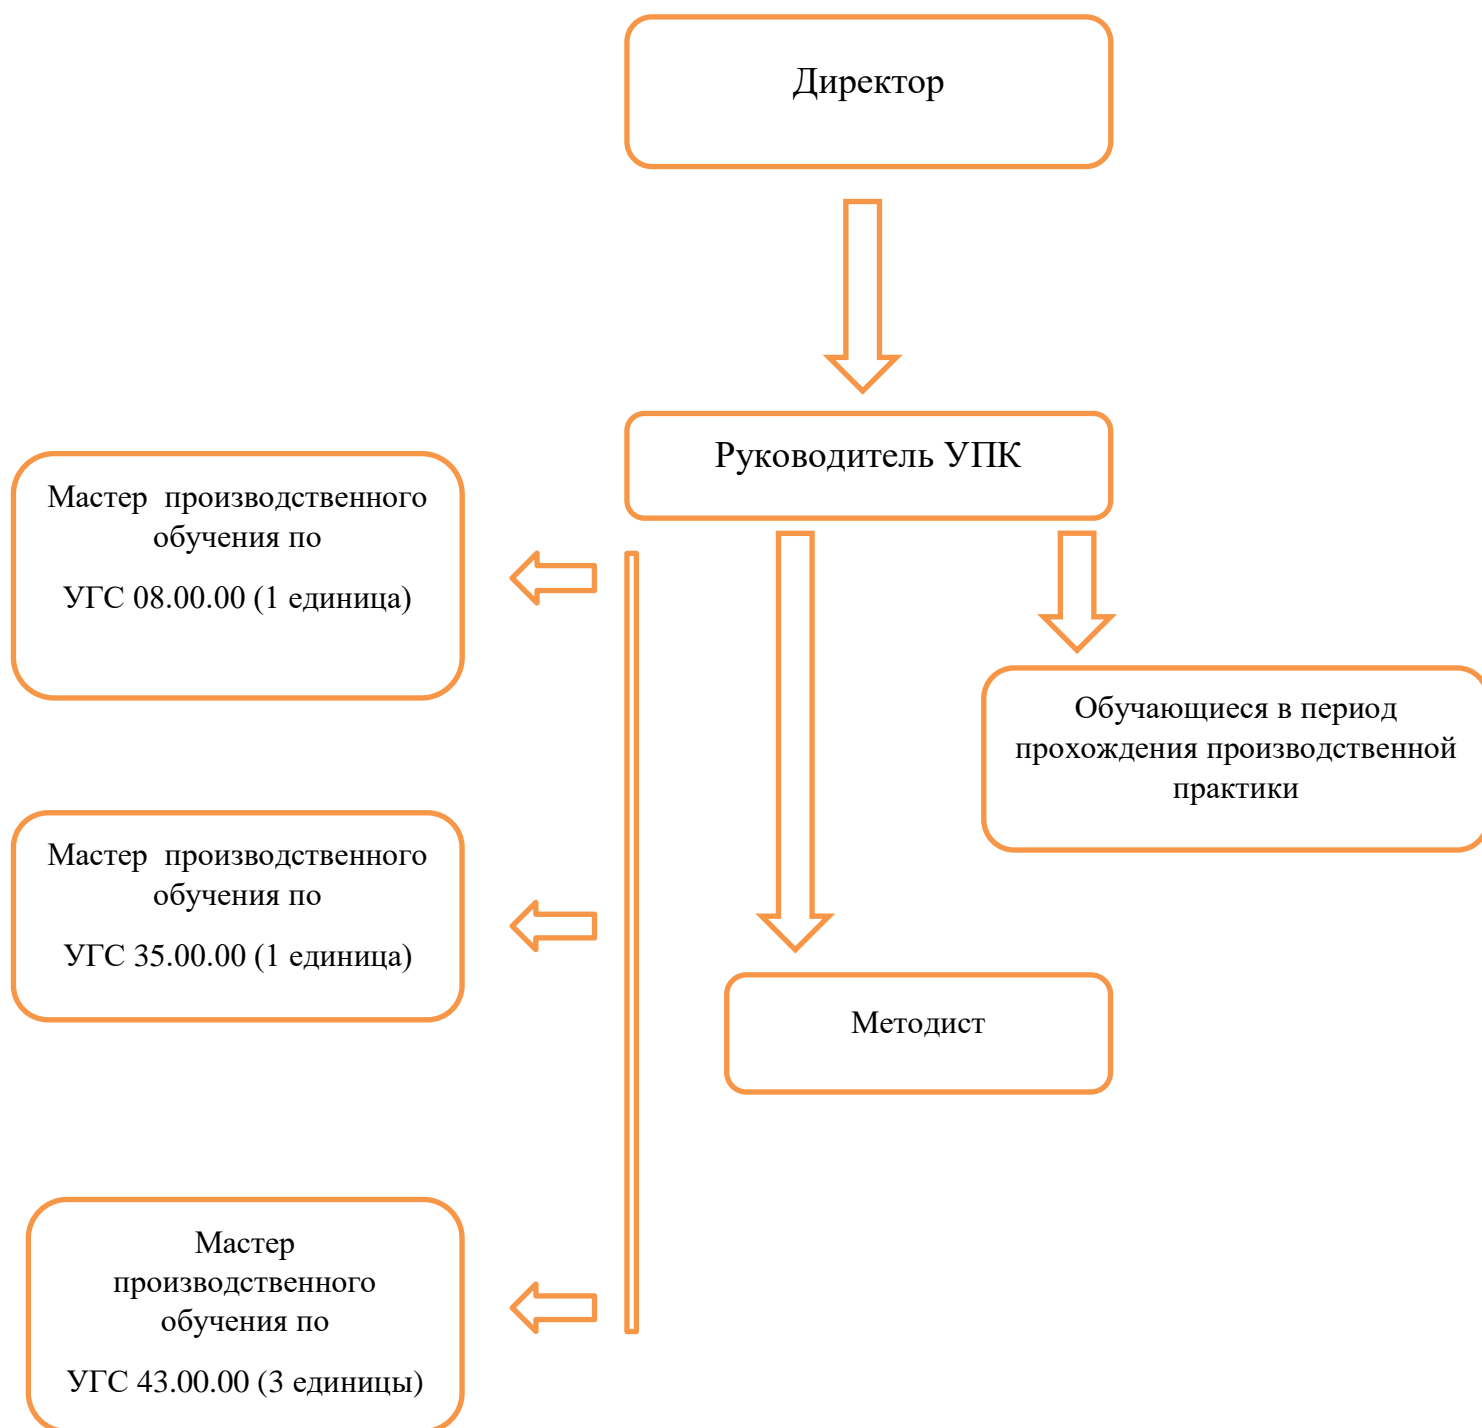 Директор
Руководитель УПК
Мастер производственного
обучения по
УГС 08.00.00 (1 единица)
Обучающиеся в период
прохождения производственной
практики
Мастер производственного
обучения по
УГС 35.00.00 (1 единица)
Методист
Мастер
производственного
обучения по
УГС 43.00.00 (3 единицы)